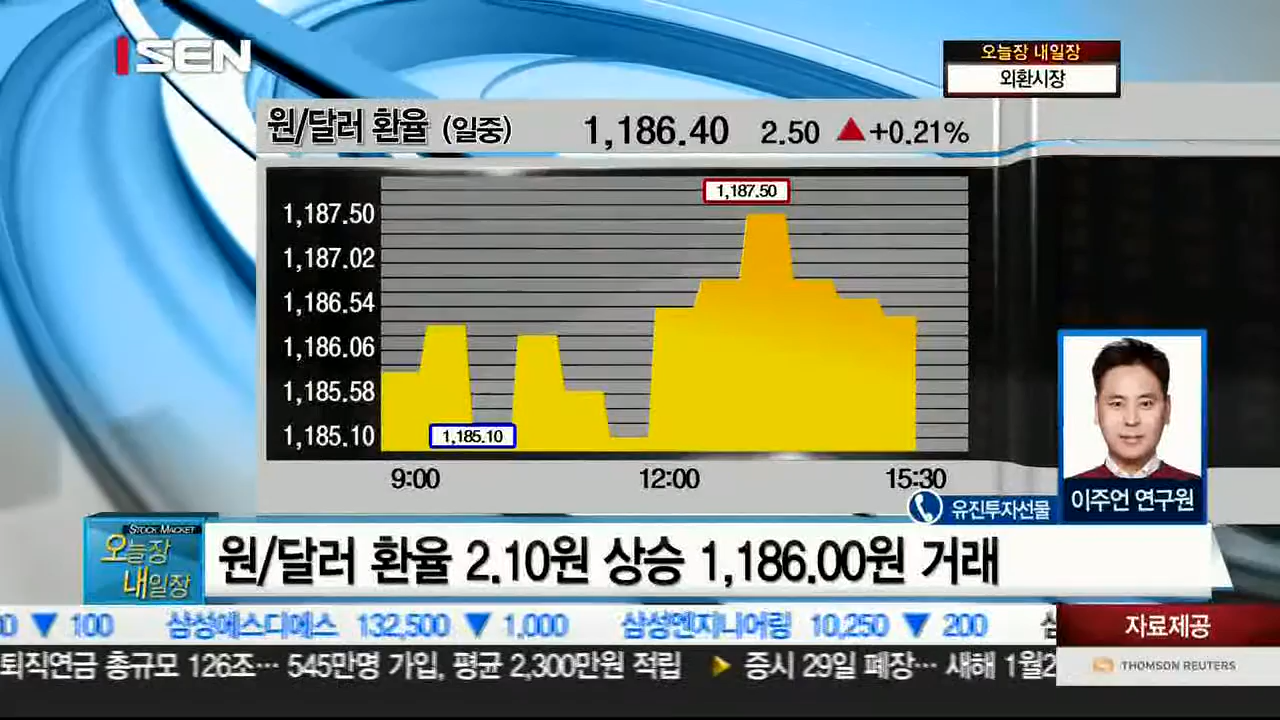 SEN
오늘장 내일장
외환시장
원/달러 환율 (일중) 1,186.40 2.50 ▲+0.21%
1,187.50
1,187.50
1,187.02
1,186.54
1,186.06
1,185.58
1,185.10
1,185.10
9:00 12:00 15:30
유진투자선물
이주언 연구원
STOCK MACKET
오늘장
내일장
원/달러 환율 2.10원 상승 1,186.00원 거래
0 ▼ 100 삼성에스디에스 132,500 ▼ 1,000 삼성엔지니어링 10,250 ▼ 200
자료제공
퇴직연금 총규모 126조… 545만명 가입, 평균 2,300만원 적립 ▶ 증시 29일 폐장… 새해 1월2
THOMSON REUTERS